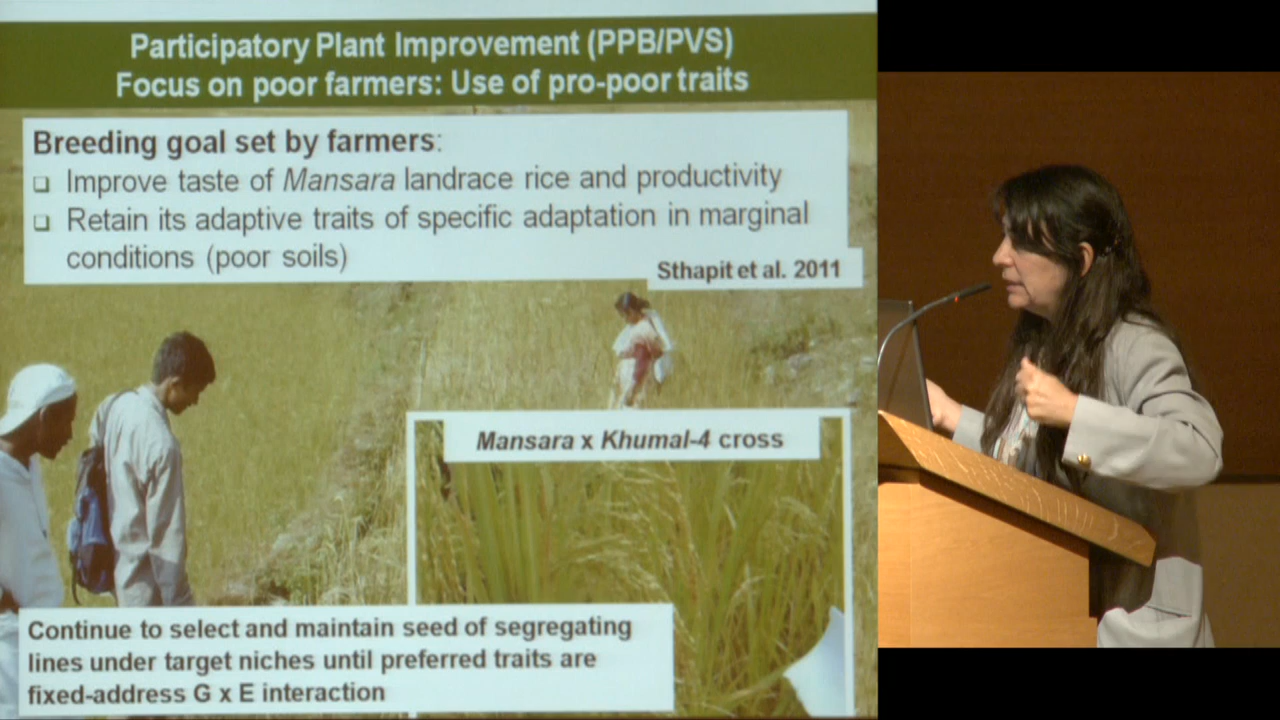 Participatory Plant Improvement (PPB/PVS)
Focus on poor farmers: Use of pro-poor traits
Breeding goal set by farmers:
❑ Improve taste of Mansara landrace rice and productivity
❑ Retain its adaptive traits of specific adaptation in marginal
conditions (poor soils)
Sthapit et al. 2011
Mansara x Khumal-4 cross
Continue to select and maintain seed of segregating
lines under target niches until preferred traits are
fixed-address G x E interaction